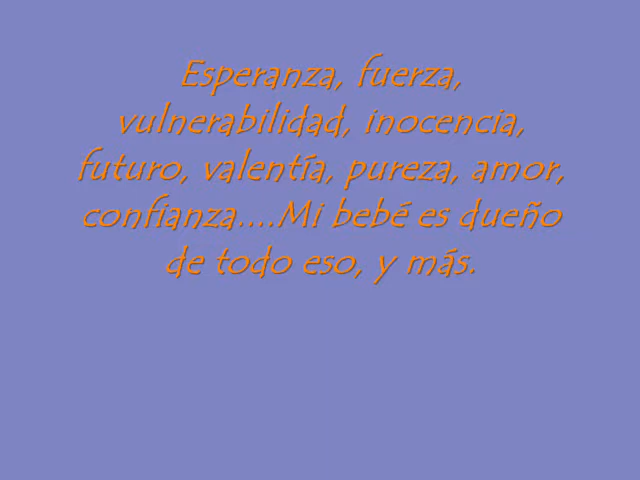 Esperanza, fuerza,
vulnerabilidad, inocencia,
futuro, valentía, pureza, amor,
confianza....Mi bebé es dueño
de todo eso, y más.